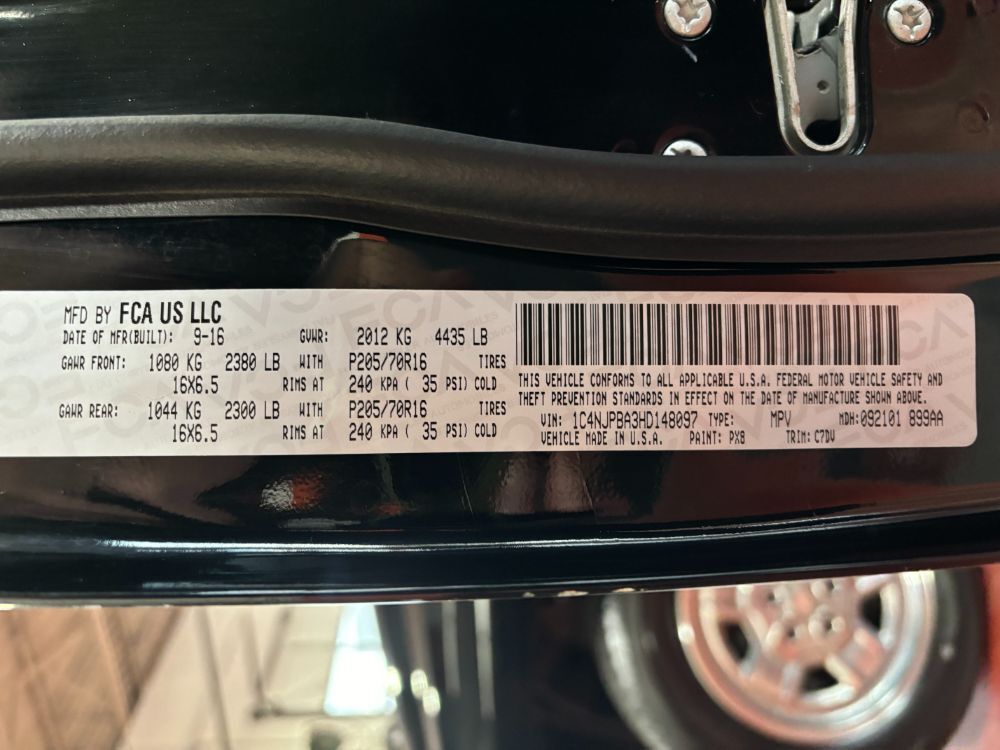 MFD BY FCA US LLC
DATE OF MFR(BUILT): 9-16 GVWR: 2012 KG 4435 LB
GAWR FRONT: 1080 KG 2380 LB WITH P205/70R16 TIRES
16X6.5 RIMS AT 240 KPA ( 35 PSI) COLD
GAWR REAR: 1044 KG 2300 LB WITH P205/70R16 TIRES
16X6.5 RIMS AT 240 KPA ( 35 PSI) COLD
THIS VEHICLE CONFORMS TO ALL APPLICABLE U.S.A. FEDERAL MOTOR VEHICLE SAFETY AND
THEFT PREVENTION STANDARDS IN EFFECT ON THE DATE OF MANUFACTURE SHOWN ABOVE.
VIN: 1C4NJPBA3HD148097 TYPE: MPV MDH:092101 899AA
VEHICLE MADE IN U.S.A. PAINT: PX8 TRIM: C7DV